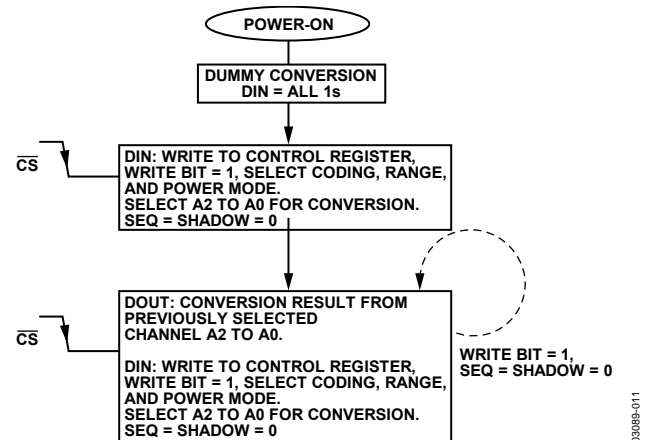 POWER-ON
DUMMY CONVERSION
DIN = ALL 1s
CS
DIN: WRITE TO CONTROL REGISTER,
WRITE BIT = 1, SELECT CODING, RANGE,
AND POWER MODE.
SELECT A2 TO A0 FOR CONVERSION.
SEQ = SHADOW = 0
CS
DOUT: CONVERSION RESULT FROM
PREVIOUSLY SELECTED
CHANNEL A2 TO A0.
DIN: WRITE TO CONTROL REGISTER,
WRITE BIT = 1, SELECT CODING, RANGE,
AND POWER MODE.
SELECT A2 TO A0 FOR CONVERSION.
SEQ = SHADOW = 0
WRITE BIT = 1,
SEQ = SHADOW = 0
03089-011